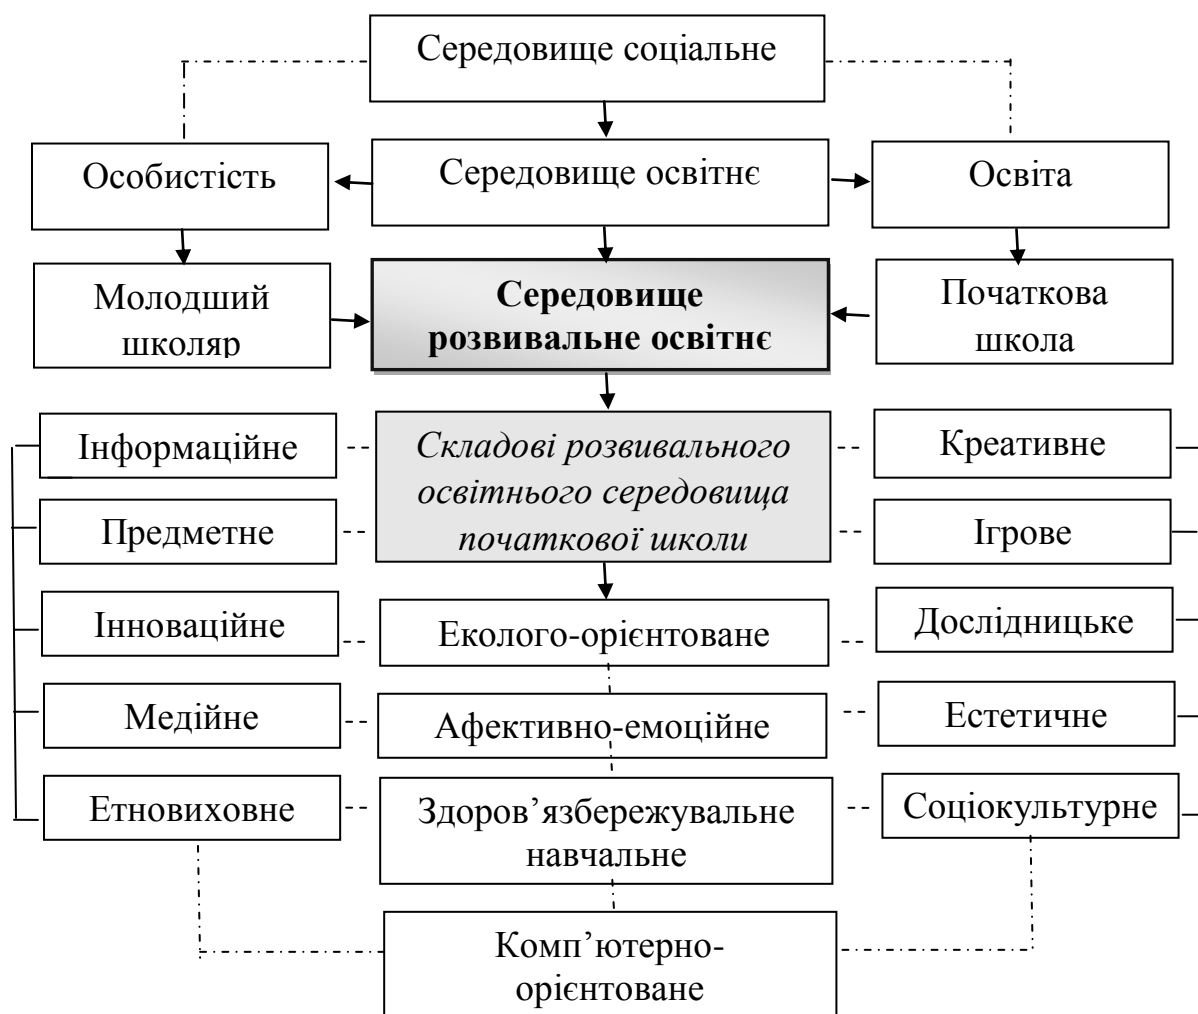 Середовище соціальне
Особистість
Середовище освітнє
Освіта
Молодший
школяр
Середовище
розвивальне освітнє
Початкова
школа
Інформаційне
Складові розвивального
освітнього середовища
початкової школи
Креативне
Предметне
Ігрове
Інноваційне
Еколого-орієнтоване
Дослідницьке
Медійне
Афективно-емоційне
Естетичне
Етновиховне
Здоров’язбережувальне
навчальне
Соціокультурне
Комп’ютерно-
орієнтоване